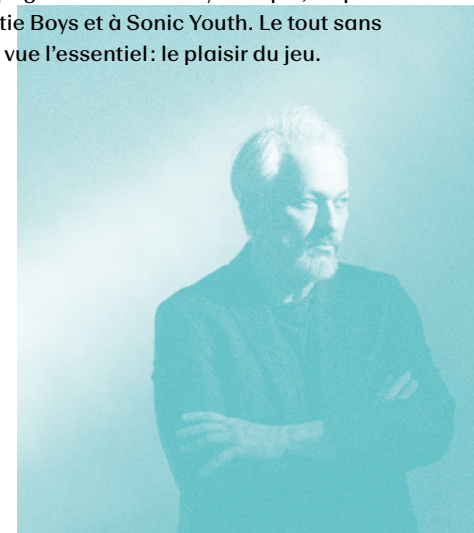 tie Boys et à Sonic Youth. Le tout sans
vue l’essentiel : le plaisir du jeu.